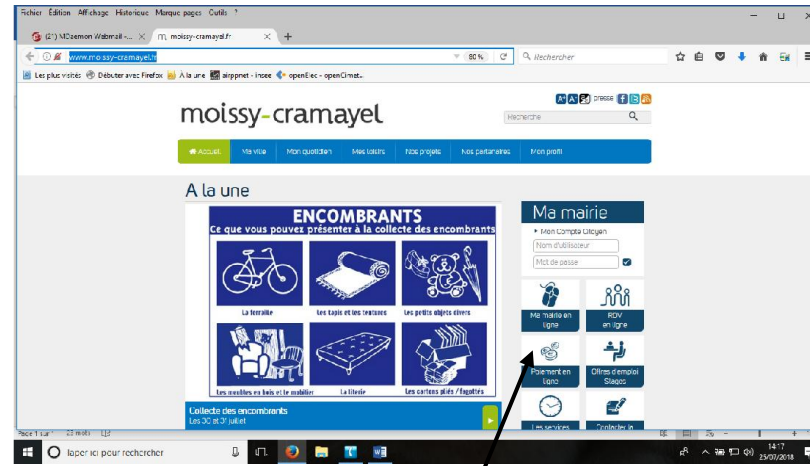 Fichier Édition Affichage Historique Marque-pages Outils ?
moissy-cramayel.fr
www.moissy-cramayel.fr
80%
Rechercher
Les plus visités Débuter avec Firefox A la une airppnet - insee openElec - openCimet...
moissy-cramayel
A+ A- presse
Recherche
Accueil Ma ville Mon quotidien Mes loisirs Nos projets Nos partenaires Mon profil
A la une
ENCOMBRANTS
Ce que vous pouvez présenter à la collecte des encombrants
La ferraille
Les tapis et les tentures
Les petits objets divers
Les meubles en bois et le mobilier
La literie
Les cartons pliés / fagottés
Collecte des encombrants
Les 30 et 31 juillet
Ma mairie
Mon Compte Citoyen
Nom d'utilisateur
Mot de passe
Ma mairie en ligne
RDV en ligne
Paiement en ligne
Offres d'emploi Stages
Les services
Contacter la
23 mots
Taper ici pour rechercher
14:17
25/07/2018